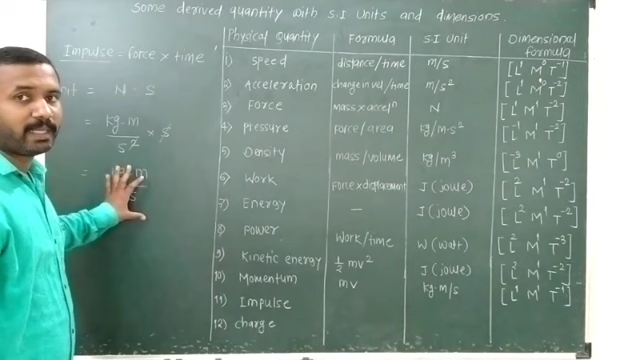 Some derived quantity with S.I Units and dimensions.
Impulse = force × time
Unit = N · S
= kg.m / s² × s
= m / s
Physical Quantity Formula S.I Unit Dimensional formula
1) Speed distance/time m/s [L¹ M⁰ T⁻¹]
2) Acceleration change in vel/time m/s² [L¹ M⁰ T⁻²]
3) Force mass × accelⁿ N [L¹ M¹ T⁻²]
4) Pressure force/area kg/m·s² [L¹ M¹ T⁻²]
5) Density mass/volume kg/m³ [L⁻³ M¹ T⁰]
6) Work force×displacement J (joule) [L² M¹ T⁻²]
7) Energy — J (joule) [L² M¹ T⁻²]
8) Power Work/time W (watt) [L² M¹ T⁻³]
9) Kinetic energy ½ mv² J (joule) [L² M¹ T⁻²]
10) Momentum mv kg.m/s [L¹ M¹ T⁻¹]
11) Impulse
12) charge